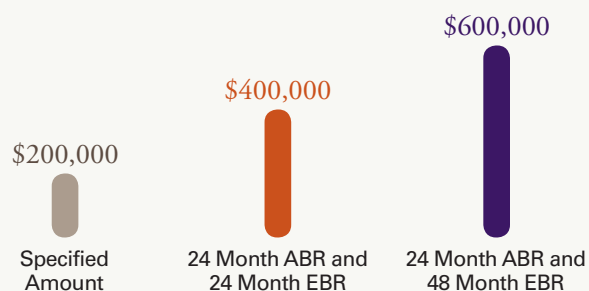 $600,000
$400,000
$200,000
Specified
Amount
24 Month ABR and
24 Month EBR
24 Month ABR and
48 Month EBR